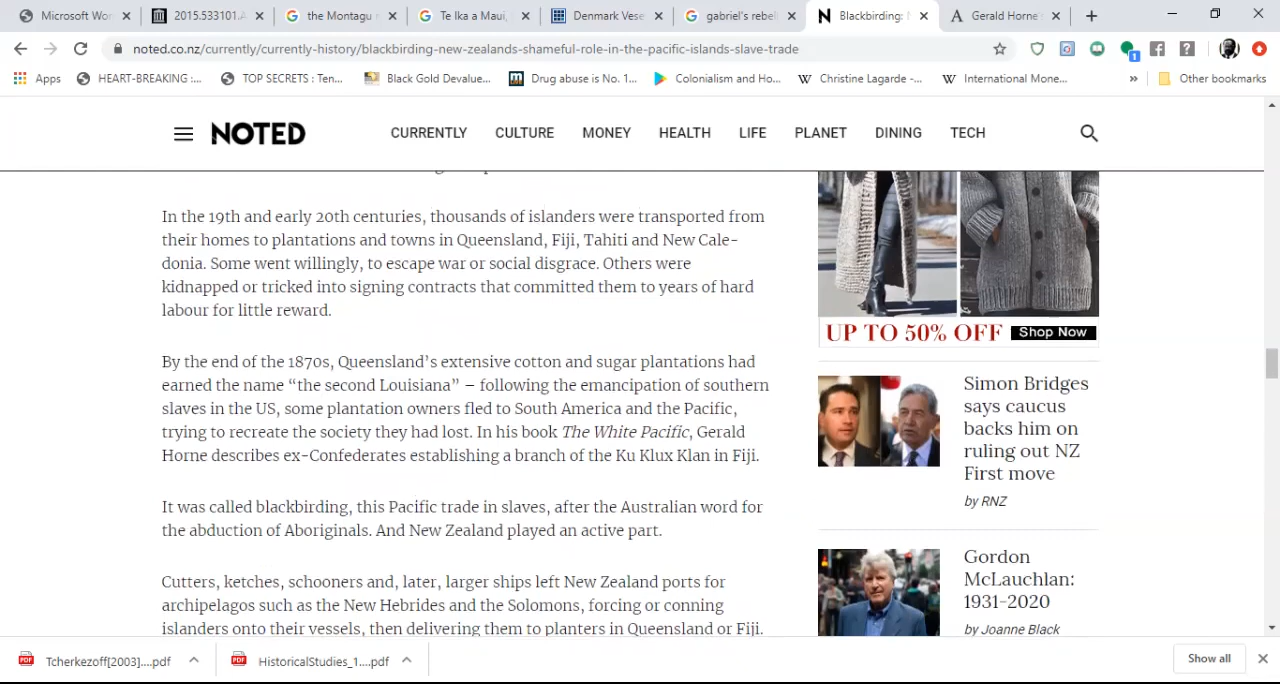 Microsoft Wor
2015.533101.
the Montagu
Te Ika a Maui,
Denmark Vese
gabriel's rebel
Blackbirding:
Gerald Horne's
noted.co.nz/currently/currently-history/blackbirding-new-zealands-shameful-role-in-the-pacific-islands-slave-trade
1
Apps
HEART-BREAKING :...
TOP SECRETS : Ten...
Black Gold Devalue...
Drug abuse is No. 1...
Colonialism and Ho...
Christine Lagarde -...
International Mone...
»
Other bookmarks
NOTED
CURRENTLY
CULTURE
MONEY
HEALTH
LIFE
PLANET
DINING
TECH
In the 19th and early 20th centuries, thousands of islanders were transported from
their homes to plantations and towns in Queensland, Fiji, Tahiti and New Cale-
donia. Some went willingly, to escape war or social disgrace. Others were
kidnapped or tricked into signing contracts that committed them to years of hard
labour for little reward.
By the end of the 1870s, Queensland's extensive cotton and sugar plantations had
earned the name “the second Louisiana” – following the emancipation of southern
slaves in the US, some plantation owners fled to South America and the Pacific,
trying to recreate the society they had lost. In his book The White Pacific, Gerald
Horne describes ex-Confederates establishing a branch of the Ku Klux Klan in Fiji.
It was called blackbirding, this Pacific trade in slaves, after the Australian word for
the abduction of Aboriginals. And New Zealand played an active part.
Cutters, ketches, schooners and, later, larger ships left New Zealand ports for
archipelagos such as the New Hebrides and the Solomons, forcing or conning
islanders onto their vessels, then delivering them to planters in Queensland or Fiji.
UP TO 50% OFF
Shop Now
Simon Bridges
says caucus
backs him on
ruling out NZ
First move
by RNZ
Gordon
McLauchlan:
1931-2020
by Joanne Black
Tcherkezoff[2003]....pdf
HistoricalStudies_1....pdf
Show all